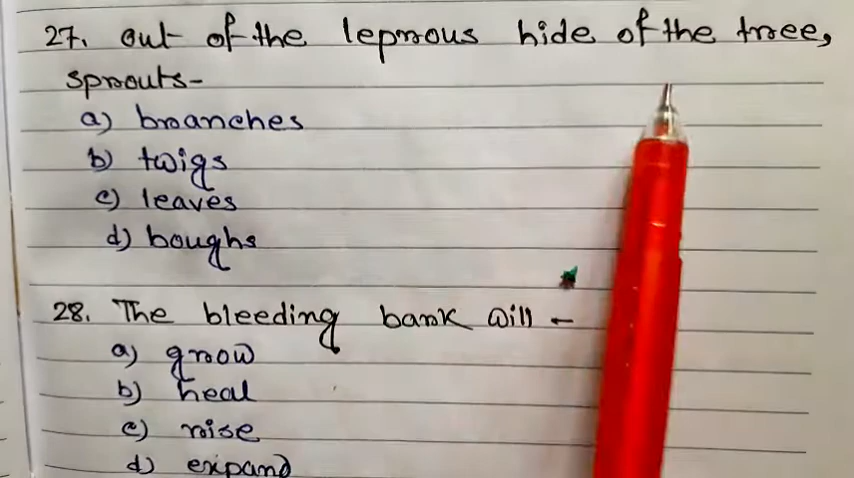 27. out of the leprous hide of the tree,
sprouts-
a) branches
b) twigs
c) leaves
d) boughs
28. The bleeding bark will -
a) grow
b) heal
c) rise
d) expand